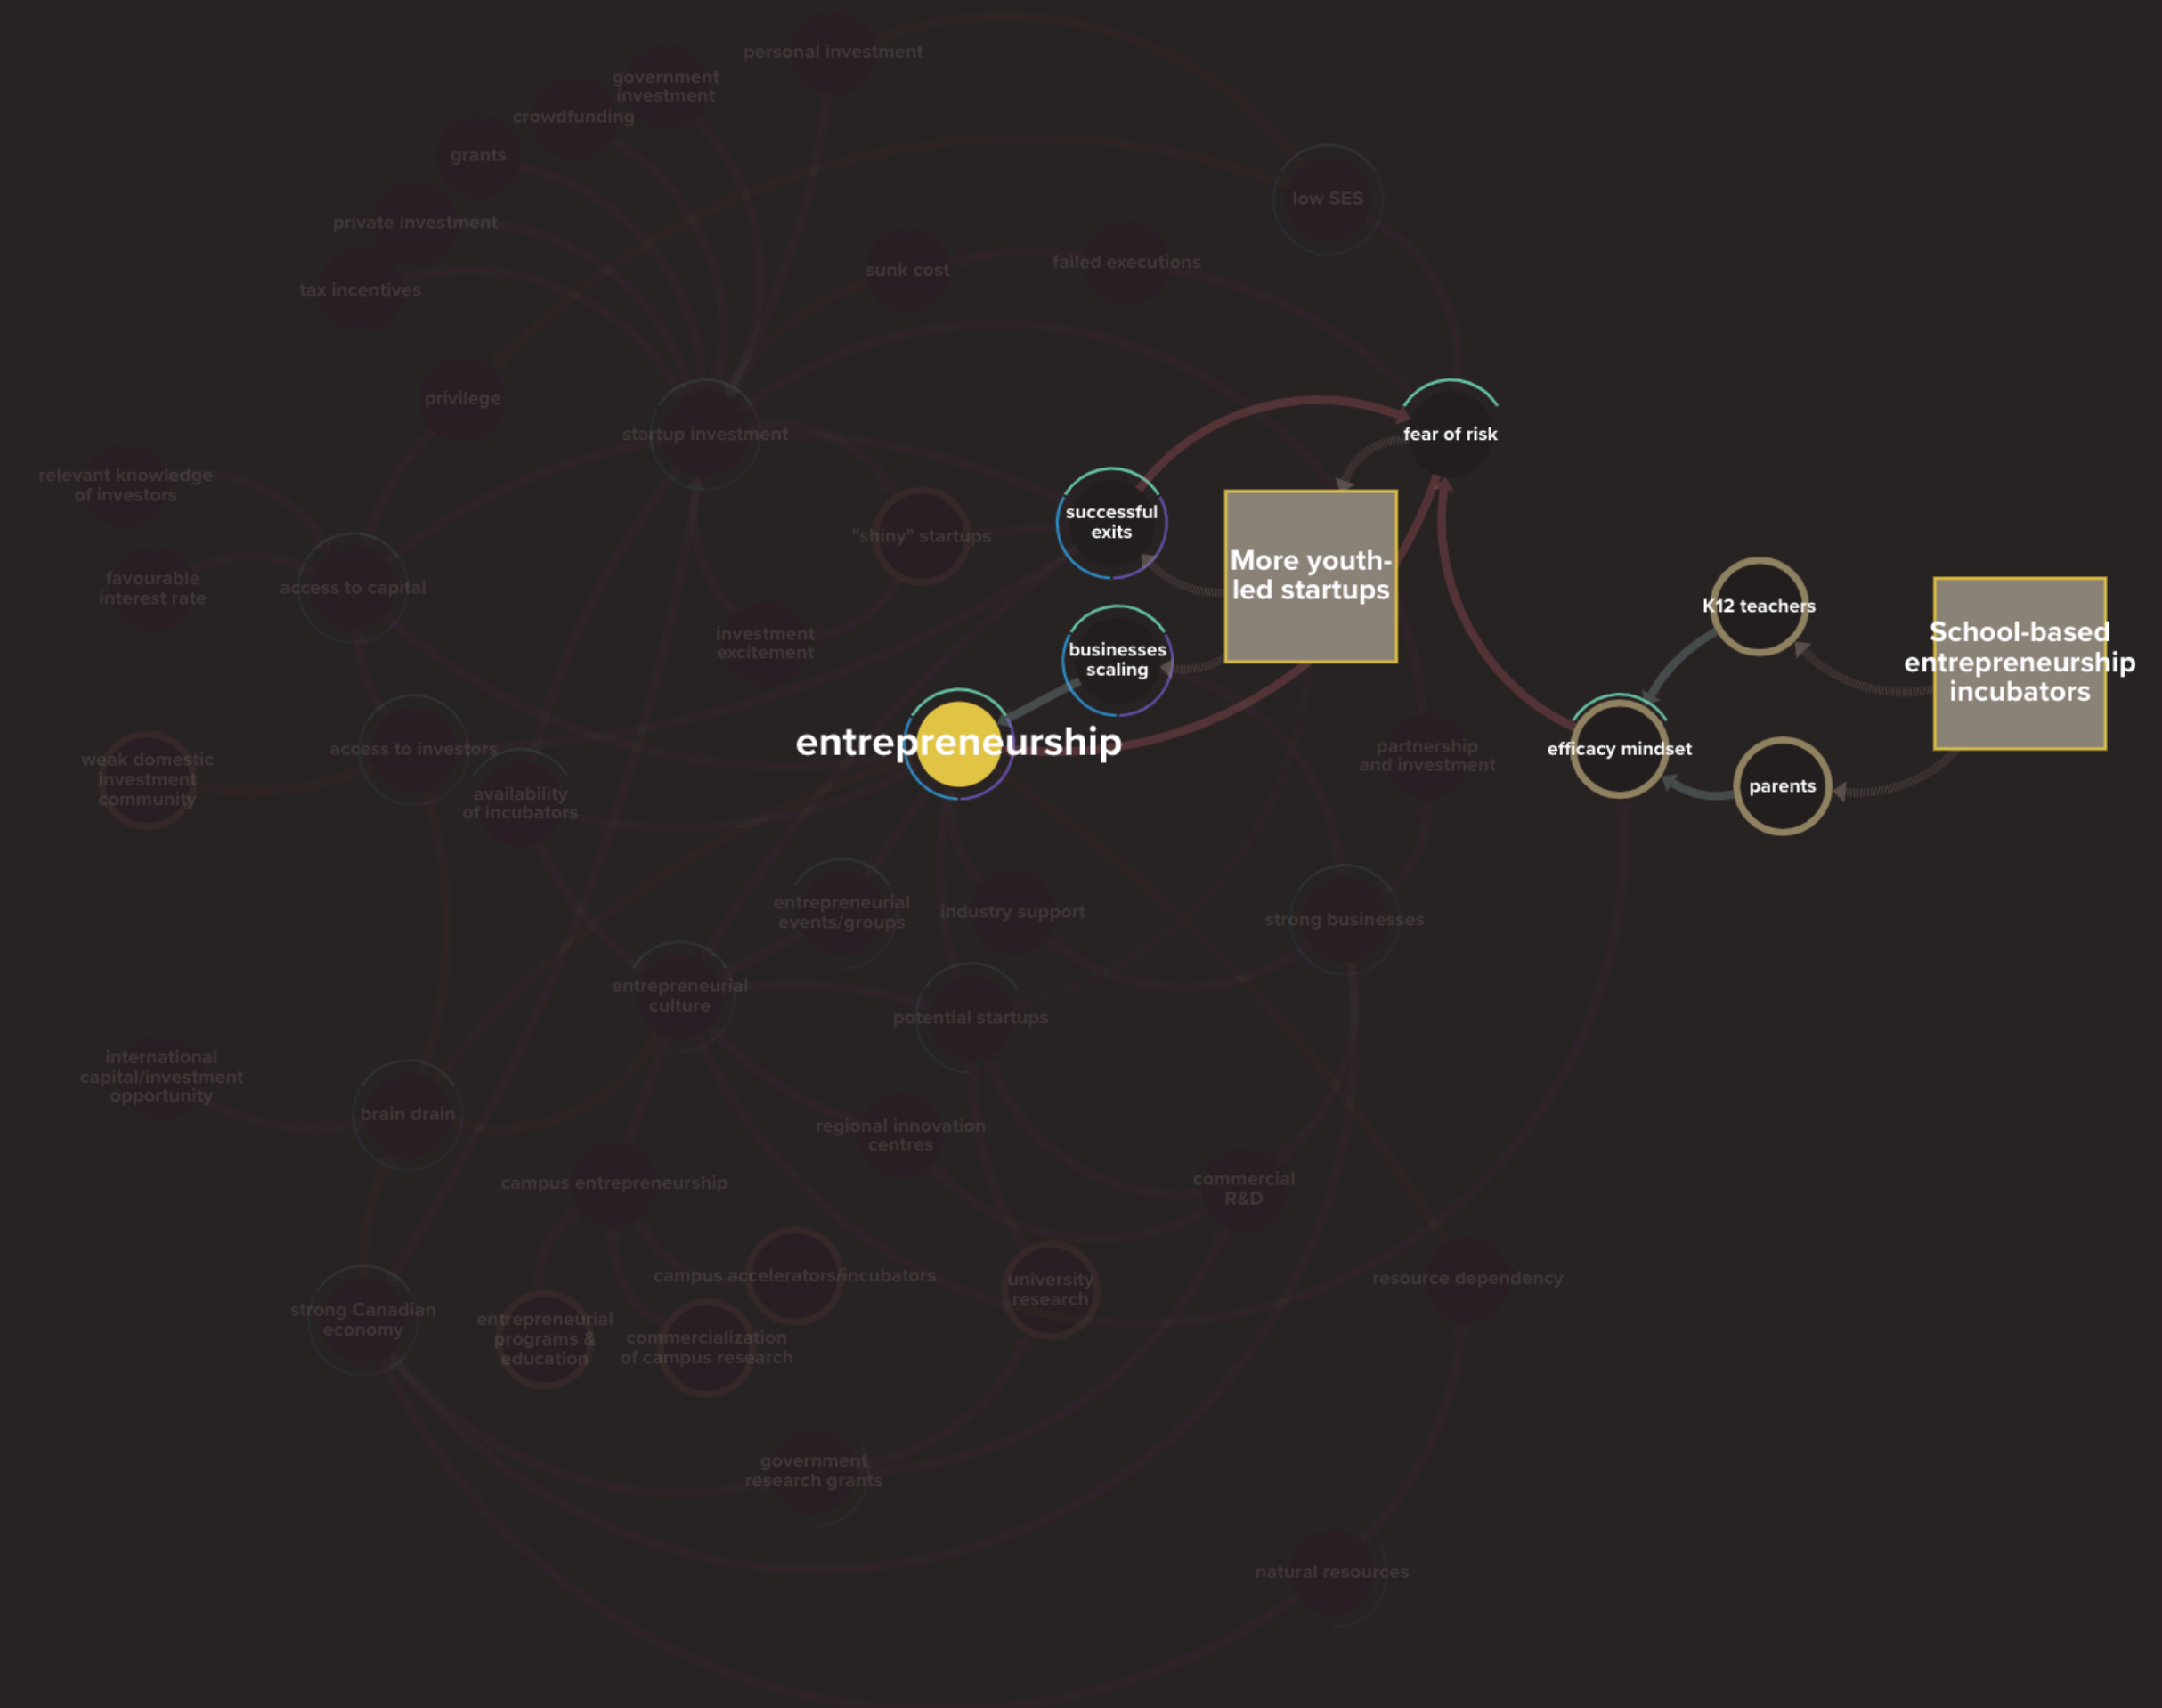 personal investment
government
investment
crowdfunding
grants
private investment
tax incentives
low SES
sunk cost
failed executions
privilege
startup investment
fear of risk
relevant knowledge
of investors
successful
exits
"shiny" startups
More youth-
led startups
favourable
interest rate
access to capital
K12 teachers
School-based
entrepreneurship
incubators
investment
excitement
businesses
scaling
entrepreneurship
efficacy mindset
parents
weak domestic
investment
community
access to investors
availability
of incubators
partnership
and investment
entrepreneurial
events/groups
industry support
strong businesses
entrepreneurial
culture
potential startups
international
capital/investment
opportunity
brain drain
regional innovation
centres
campus entrepreneurship
commercial
R&D
campus accelerators/incubators
university
research
resource dependency
strong Canadian
economy
entrepreneurial
programs &
education
commercialization
of campus research
government
research grants
natural resources